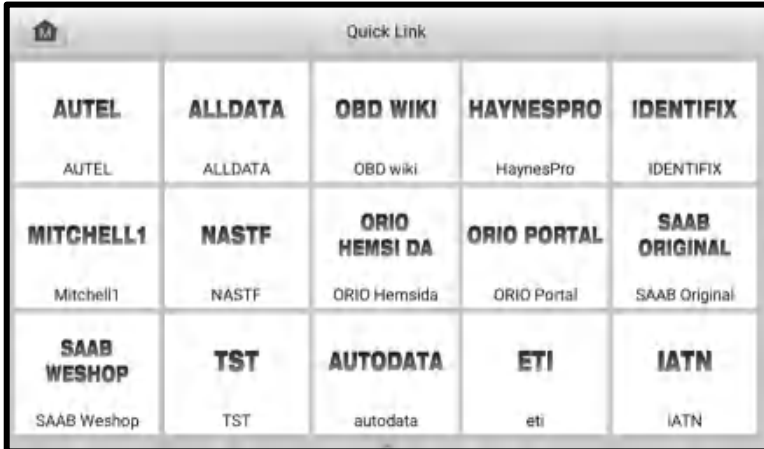 M
Quick Link
AUTEL
AUTEL
ALLDATA
ALLDATA
OBD WIKI
OBD wiki
HAYNESPRO
HaynesPro
IDENTIFIX
IDENTIFIX
MITCHELL1
Mitchell1
NASTF
NASTF
ORIO
HEMSI DA
ORIO Hemsida
ORIO PORTAL
ORIO Portal
SAAB
ORIGINAL
SAAB Original
SAAB
WESHOP
SAAB Weshop
TST
TST
AUTODATA
autodata
ETI
eti
IATN
iATN